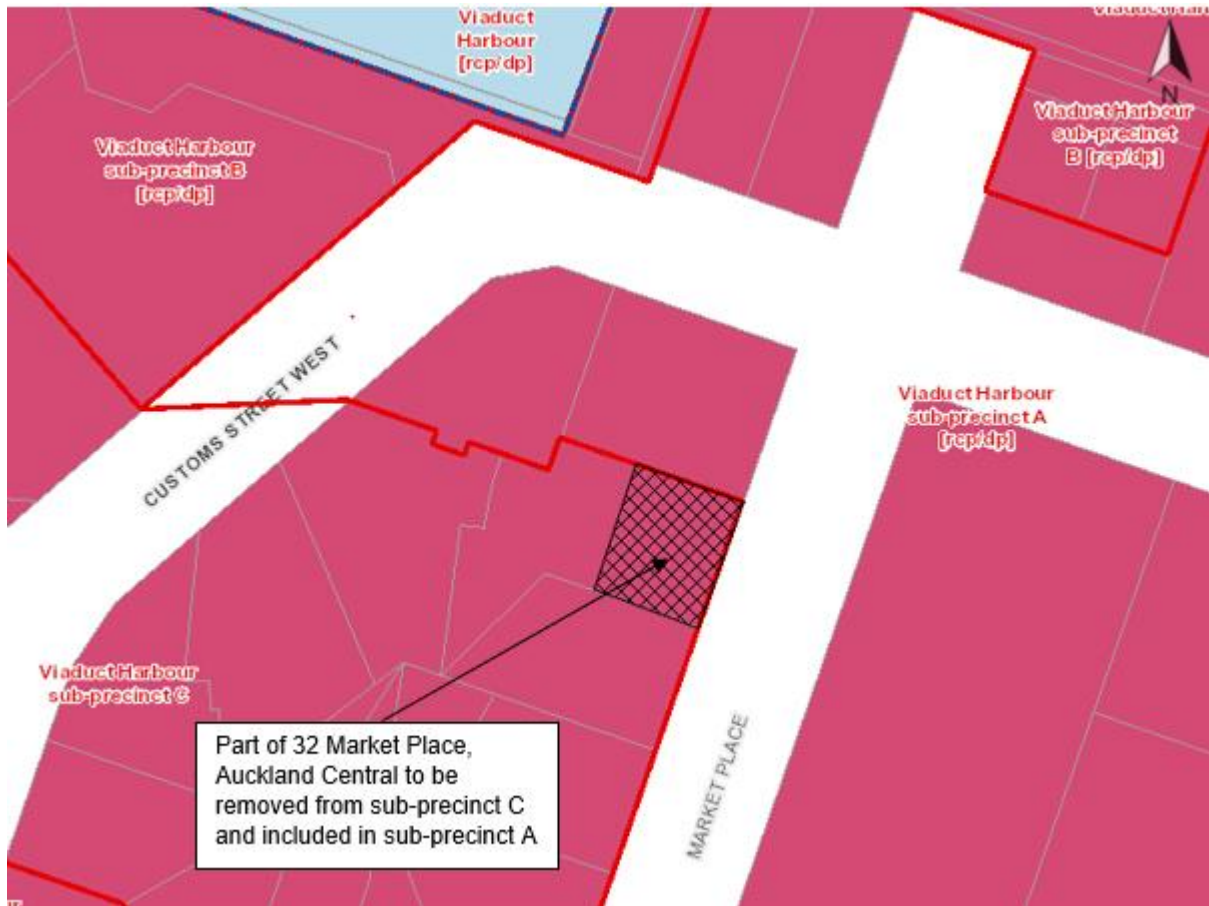 Viaduct
Harbour
[rcp/dp]
N
Viaduct Harbour
sub-precinct
B [rcp/dp]
Viaduct Harbour
sub-precinct B
[rcp/dp]
CUSTOMS STREET WEST
Viaduct Harbour
sub-precinct A
[rcp/dp]
Viaduct Harbour
sub-precinct C
Part of 32 Market Place,
Auckland Central to be
removed from sub-precinct C
and included in sub-precinct A
MARKET PLACE